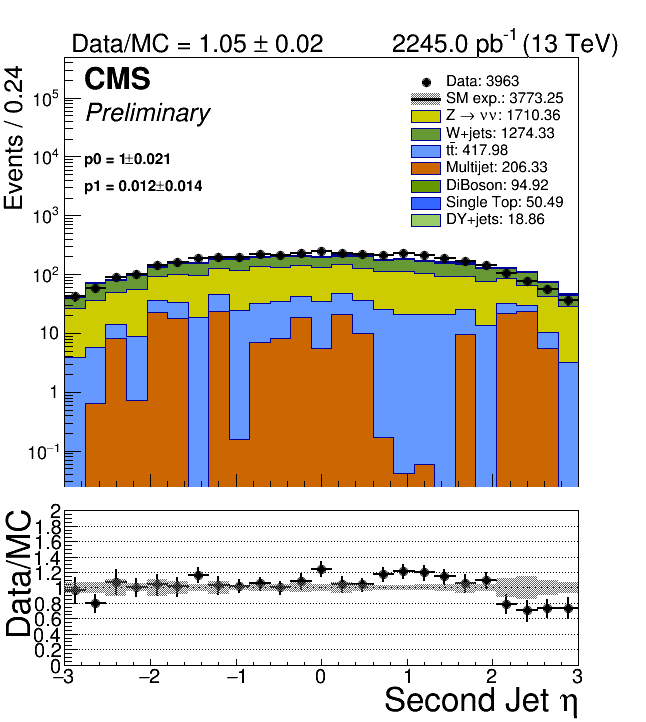 Data/MC = 1.05 ± 0.02
2245.0 pb⁻¹ (13 TeV)
Events / 0.24
CMS
Preliminary
p0 = 1±0.021
p1 = 0.012±0.014
Data: 3963
SM exp.: 3773.25
Z → νν: 1710.36
W+jets: 1274.33
tt̄: 417.98
Multijet: 206.33
DiBoson: 94.92
Single Top: 50.49
DY+jets: 18.86
10⁵
10⁴
10³
10²
10
1
10⁻¹
Data/MC
2
1.8
1.6
1.4
1.2
1
0.8
0.6
0.4
0.2
0
−3 −2 −1 0 1 2 3
Second Jet η